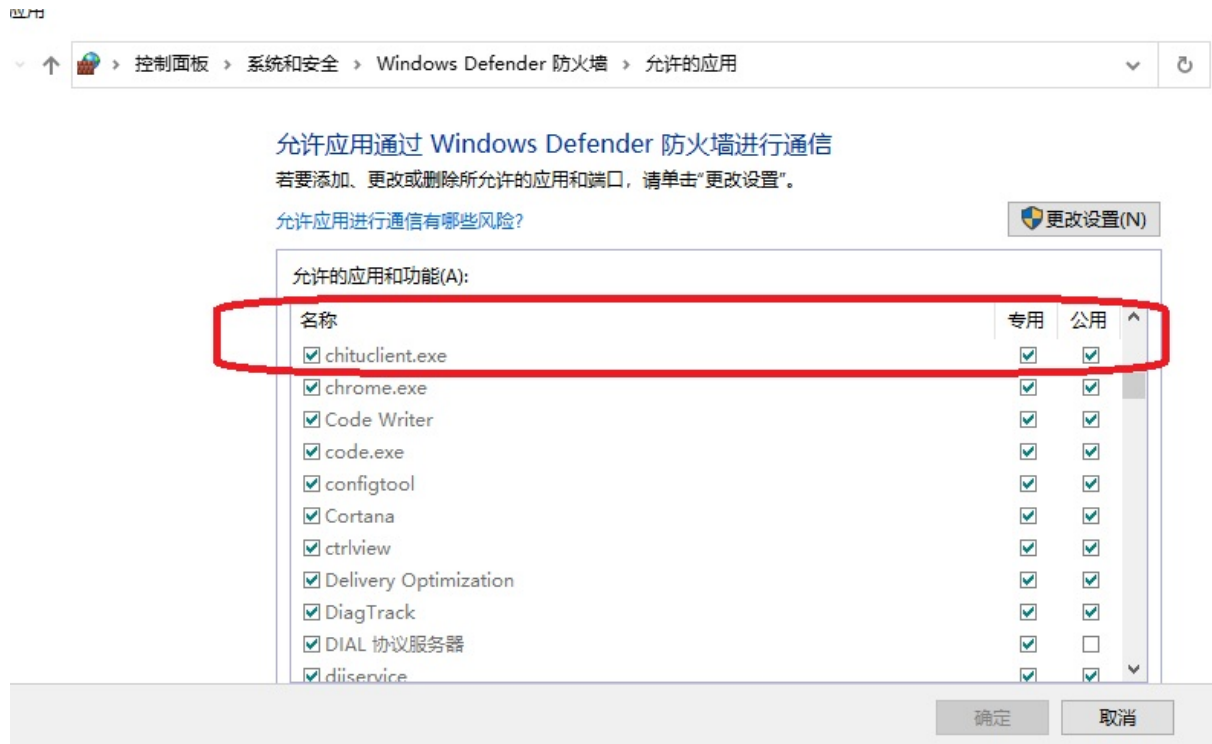 应用
控制面板 › 系统和安全 › Windows Defender 防火墙 › 允许的应用
允许应用通过 Windows Defender 防火墙进行通信
若要添加、更改或删除所允许的应用和端口，请单击“更改设置”。
允许应用进行通信有哪些风险?
更改设置(N)
允许的应用和功能(A):
名称 专用 公用
chituclient.exe
chrome.exe
Code Writer
code.exe
configtool
Cortana
ctrlview
Delivery Optimization
DiagTrack
DIAL 协议服务器
diiservice
确定 取消